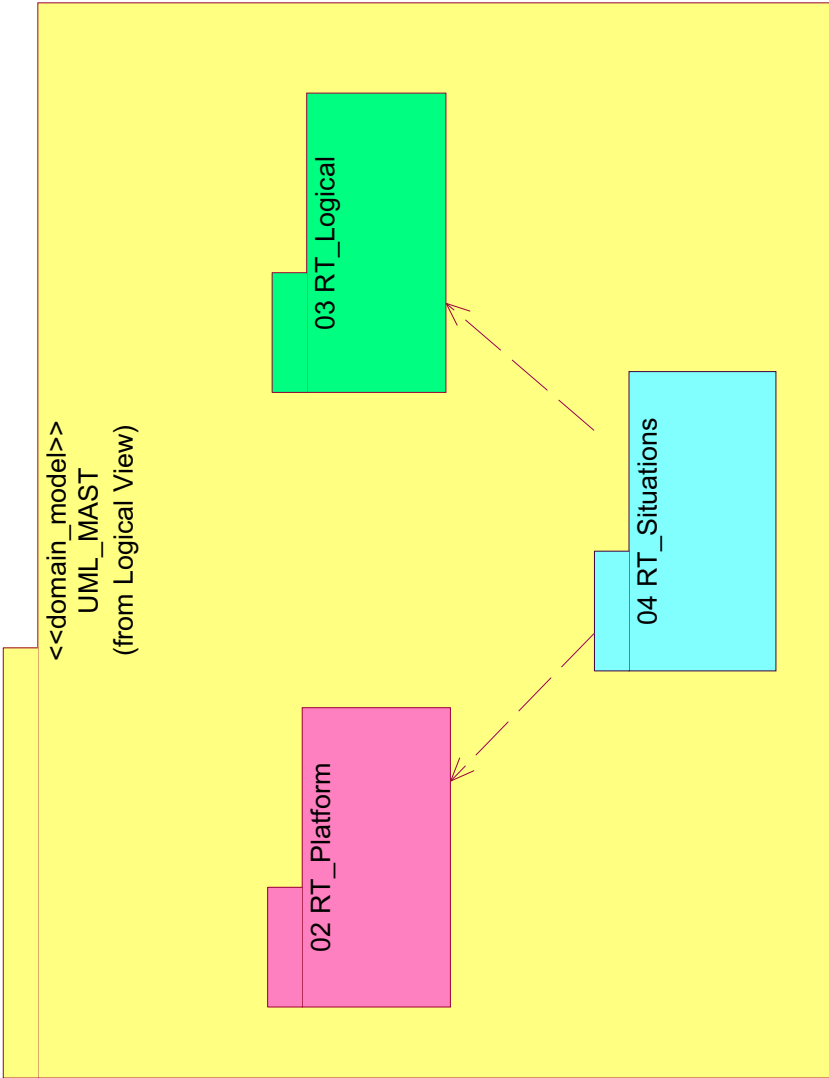 <<domain_model>>
UML_MAST
(from Logical View)
02 RT_Platform
03 RT_Logical
04 RT_Situations